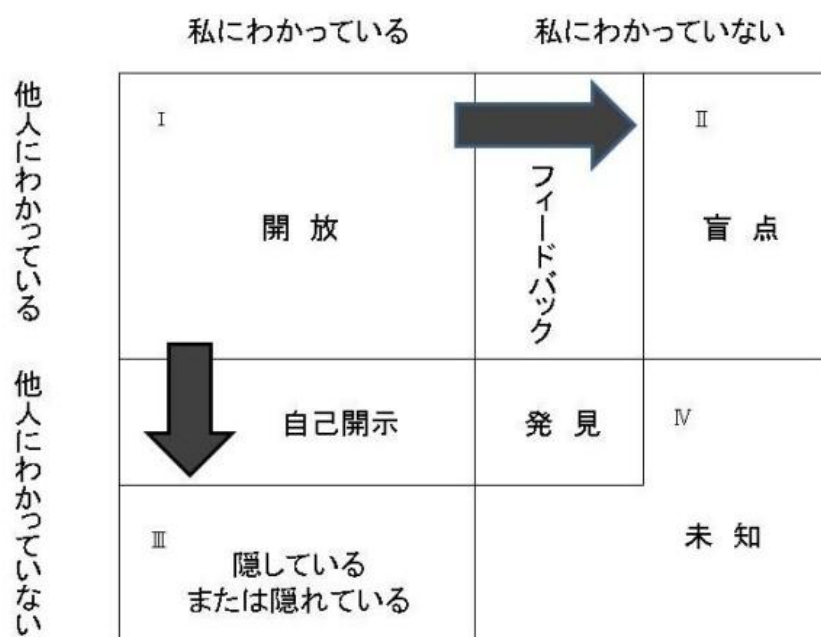 私にわかっている
私にわかっていない
他人にわかっている
Ⅰ
開 放
フィードバック
Ⅱ
盲 点
他人にわかっていない
自己開示
発 見
Ⅳ
未 知
Ⅲ
隠している
または隠れている